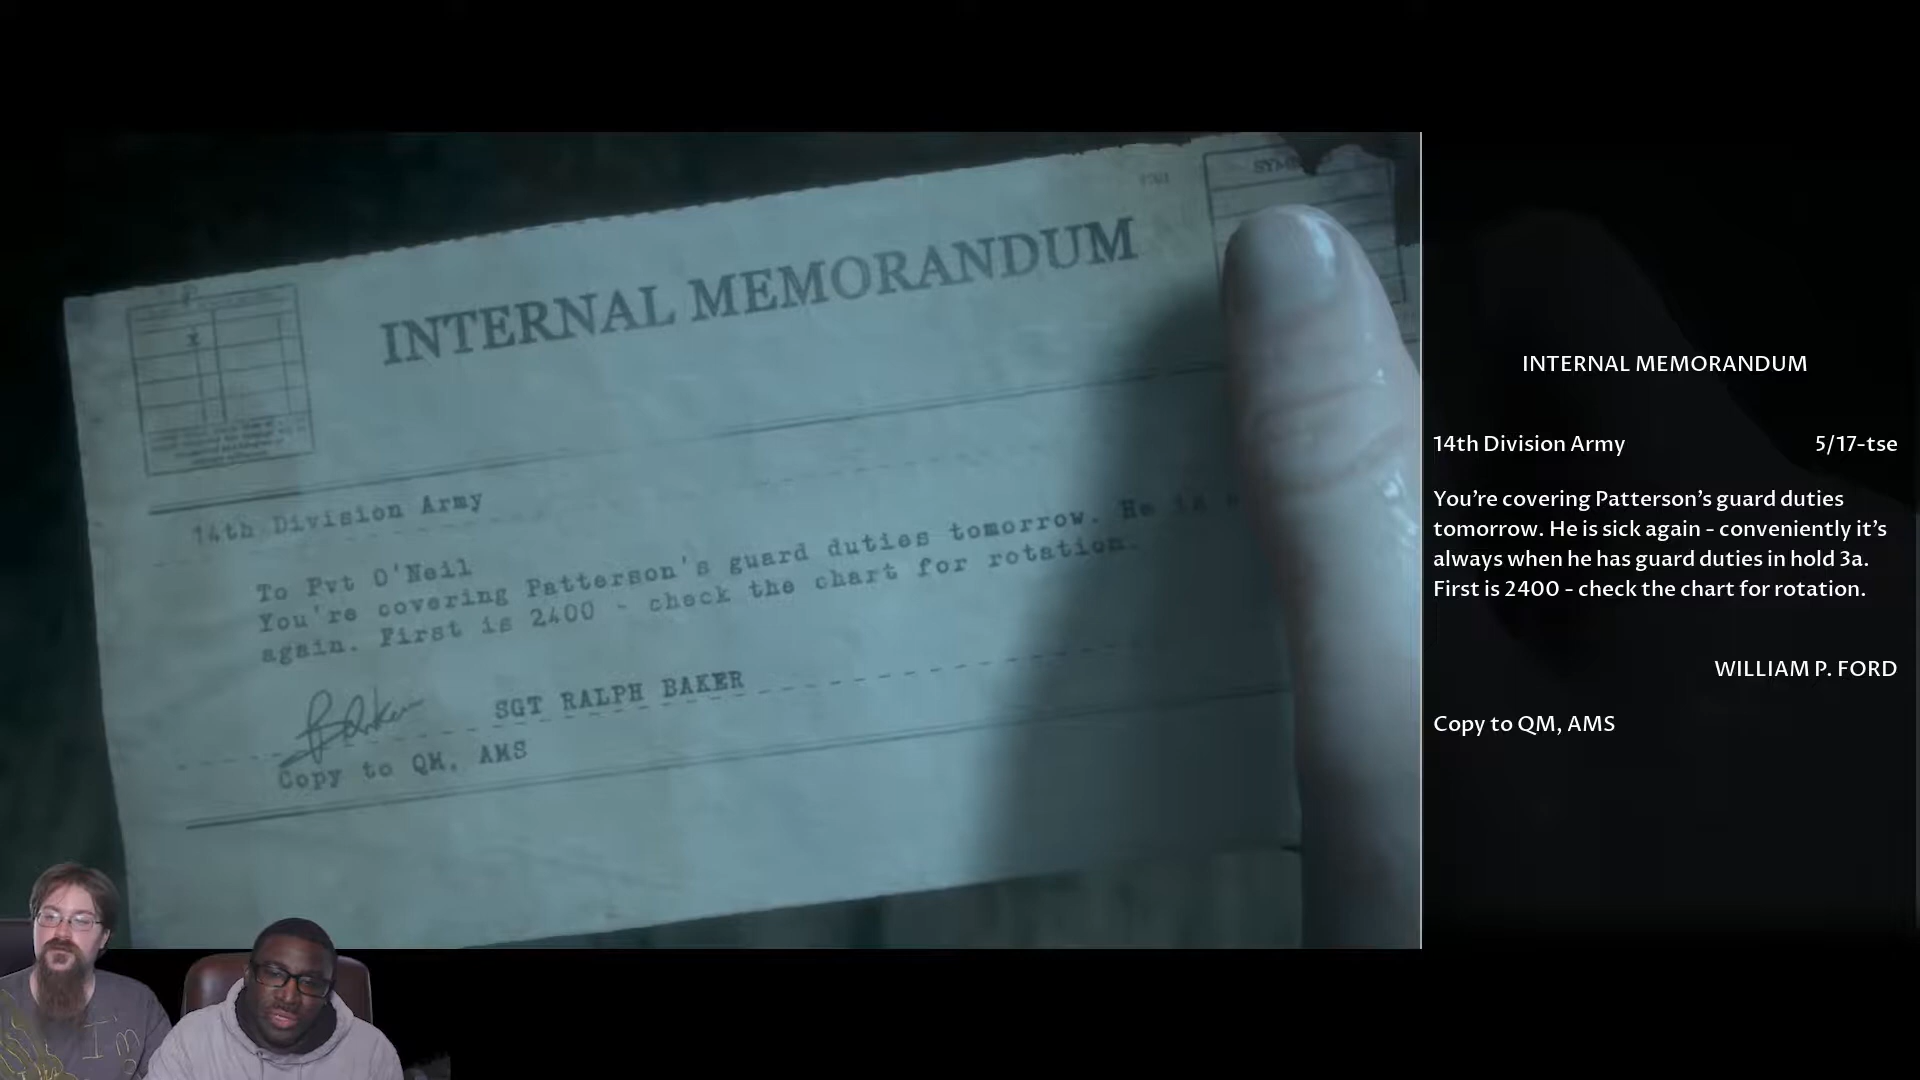 INTERNAL MEMORANDUM
14th Division Army
To Pvt O'Neil
You're covering Patterson's guard duties tomorrow. He is
again. First is 2400 - check the chart for rotation.
SGT RALPH BAKER
Copy to QM, AMS
INTERNAL MEMORANDUM
14th Division Army 5/17-tse
You're covering Patterson's guard duties
tomorrow. He is sick again - conveniently it's
always when he has guard duties in hold 3a.
First is 2400 - check the chart for rotation.
WILLIAM P. FORD
Copy to QM, AMS